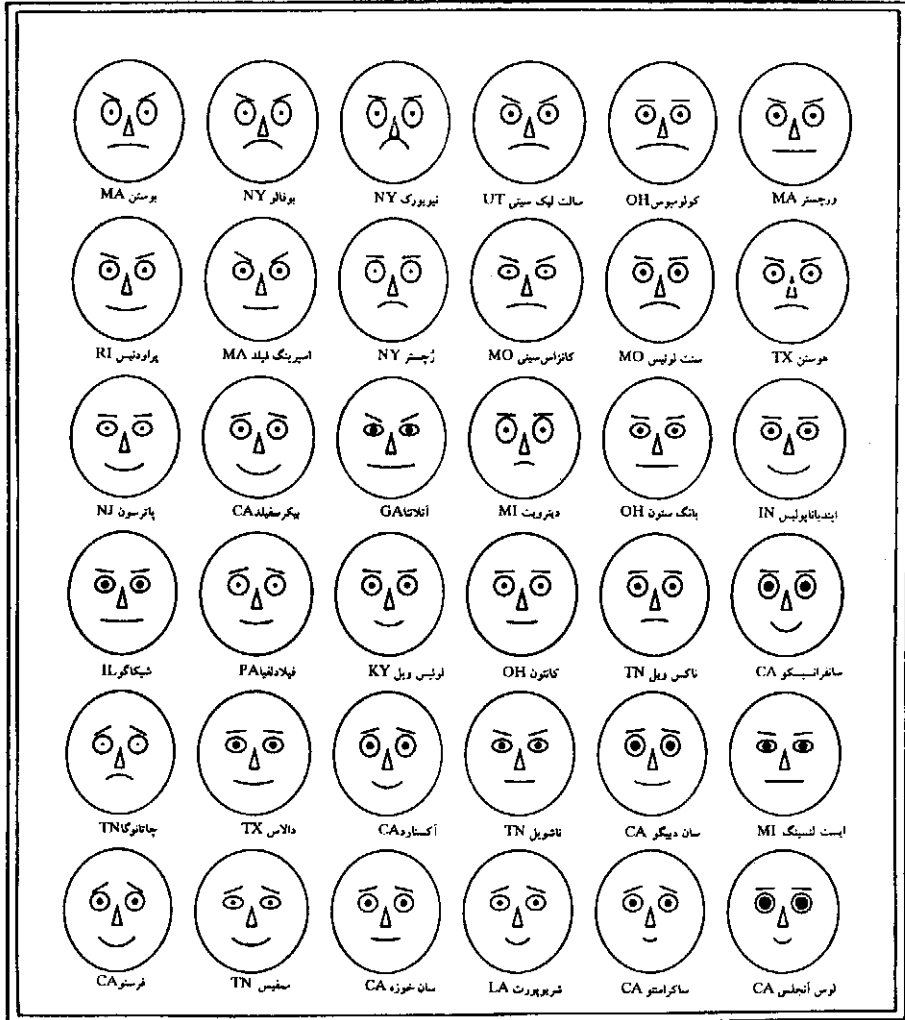 بوستن MA بوفالو NY نیویورک NY سالت لیک سیتی UT کولومبوس OH ورچستر MA
پراودنیس RI اسپرینگ فیلد MA رُچستر NY کانزاس‌سیتی MO سنت لوئیس MO هوستن TX
پاترسون NJ بیکرسفیلد CA آتلانتا GA دیترویت MI یانگ ستون OH ایندیاناپولیس IN
شیکاگو IL فیلادلفیا PA لوئیس ویل KY کانتون OH ناکس ویل TN سانفرانسیسکو CA
چاتانوگا TN دالاس TX آکسنارد CA ناشویل TN سان دییگو CA ایست لنسینگ MI
فرسنو CA ممفیس TN سان خوزه CA شریوپورت LA ساکرامنتو CA لوس آنجلس CA